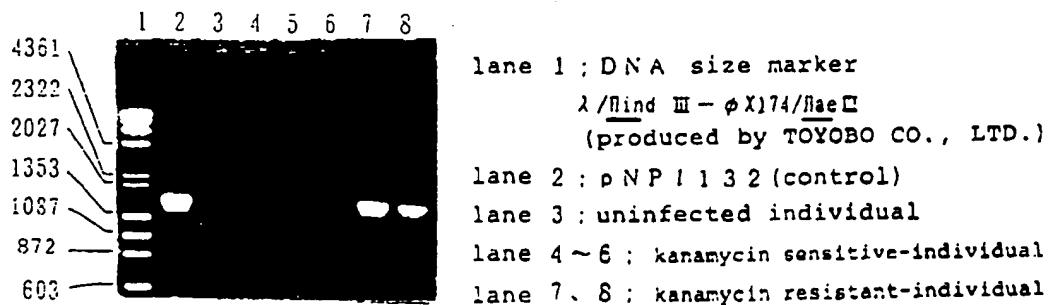 1 2 3 4 5 6 7 8
4361
2322
2027
1353
1087
872
603
lane 1 ; DNA size marker
λ/Hind III－φX174/Hae III
(produced by TOYOBO CO., LTD.)
lane 2 ; pNPI132 (control)
lane 3 ; uninfected individual
lane 4～6 ; kanamycin sensitive-individual
lane 7、8 ; kanamycin resistant-individual